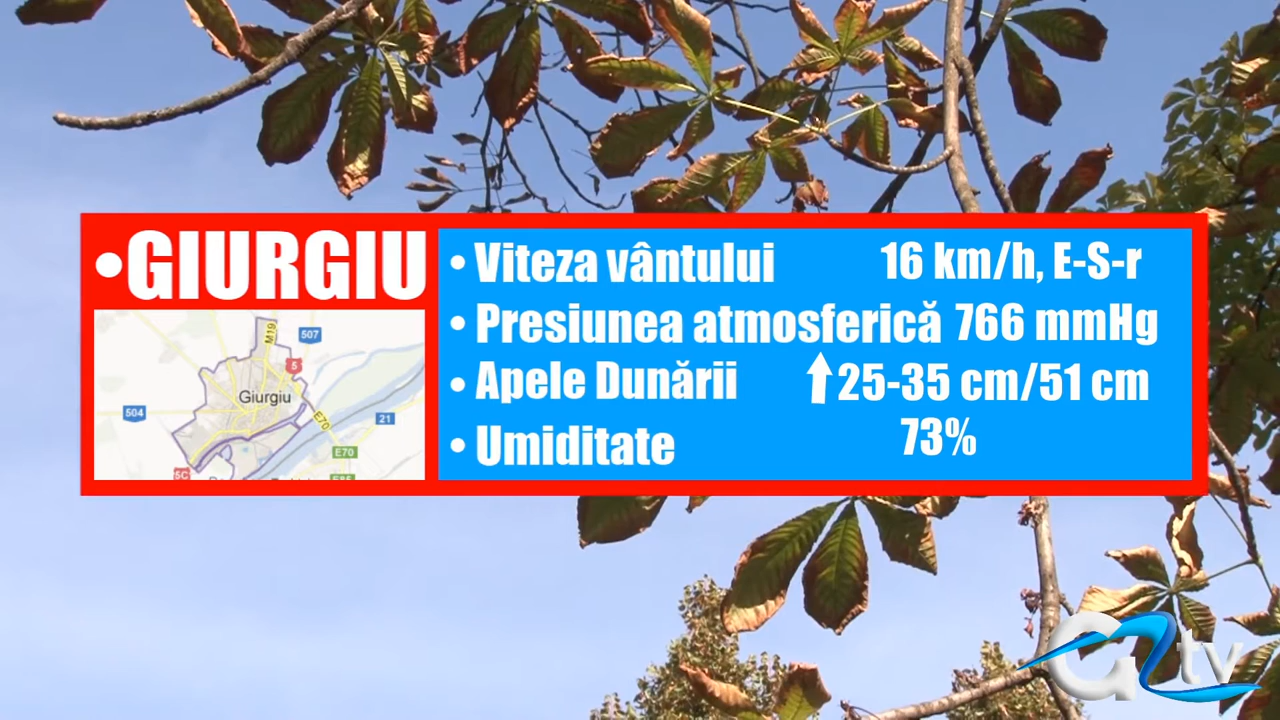 •GIURGIU
• Viteza vântului 16 km/h, E-S-r
• Presiunea atmosferică 766 mmHg
• Apele Dunării ↑25-35 cm/51 cm
• Umiditate 73%
M19
507
5
Giurgiu
504
E70
21
E70
5C
tv